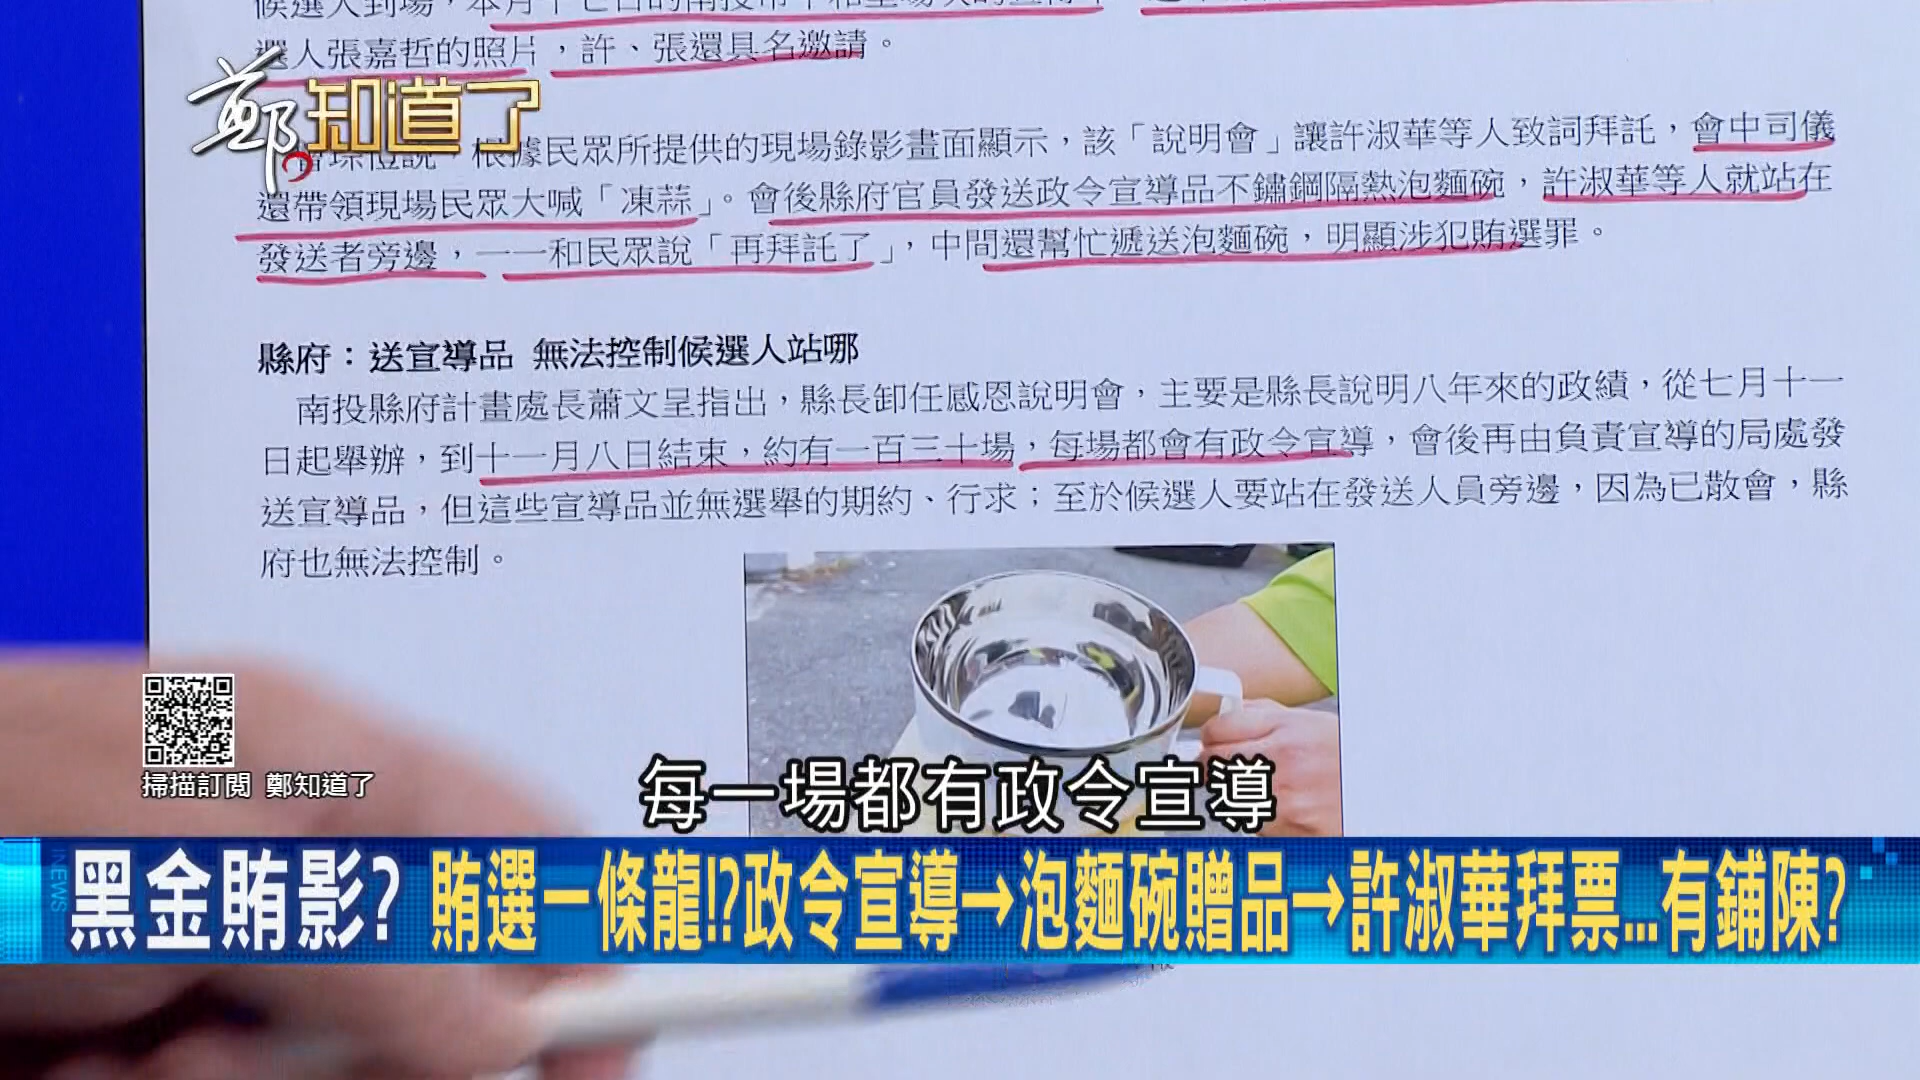 選人張嘉哲的照片，許、張還具名邀請。
鄭知道了
根據民眾所提供的現場錄影畫面顯示，該「說明會」讓許淑華等人致詞拜託，會中司儀
還帶領現場民眾大喊「凍蒜」。會後縣府官員發送政令宣導品不鏽鋼隔熱泡麵碗，許淑華等人就站在
發送者旁邊，一一和民眾說「再拜託了」，中間還幫忙遞送泡麵碗，明顯涉犯賄選罪。
縣府：送宣導品 無法控制候選人站哪
南投縣府計畫處長蕭文呈指出，縣長卸任感恩說明會，主要是縣長說明八年來的政績，從七月十一
日起舉辦，到十一月八日結束，約有一百三十場，每場都會有政令宣導，會後再由負責宣導的局處發
送宣導品，但這些宣導品並無選舉的期約、行求；至於候選人要站在發送人員旁邊，因為已散會，縣
府也無法控制。
掃描訂閱 鄭知道了
每一場都有政令宣導
INEWS
黑金賄影? 賄選一條龍!?政令宣導→泡麵碗贈品→許淑華拜票...有鋪陳?